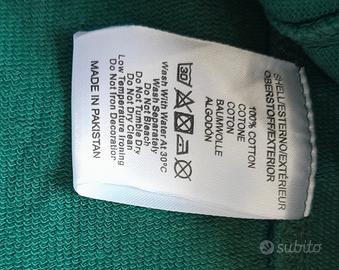 SHELL/ESTERNO/EXTÉRIEUR
OBERSTOFF/EXTERIOR
100% COTTON
COTONE
COTON
BAUMWOLLE
ALGODÓN
30
Wash With Water At 30°C
Wash Separately
Do Not Bleach
Do Not Tumble Dry
Do Not Dry Clean
Low Temperature Ironing
Do Not Iron Decoration
MADE IN PAKISTAN
subito